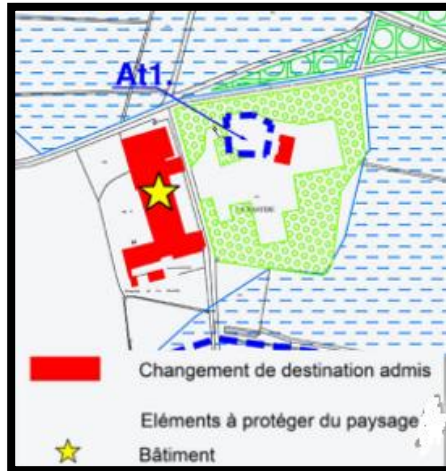 At1.
Changement de destination admis
Eléments à protéger du paysage
Bâtiment